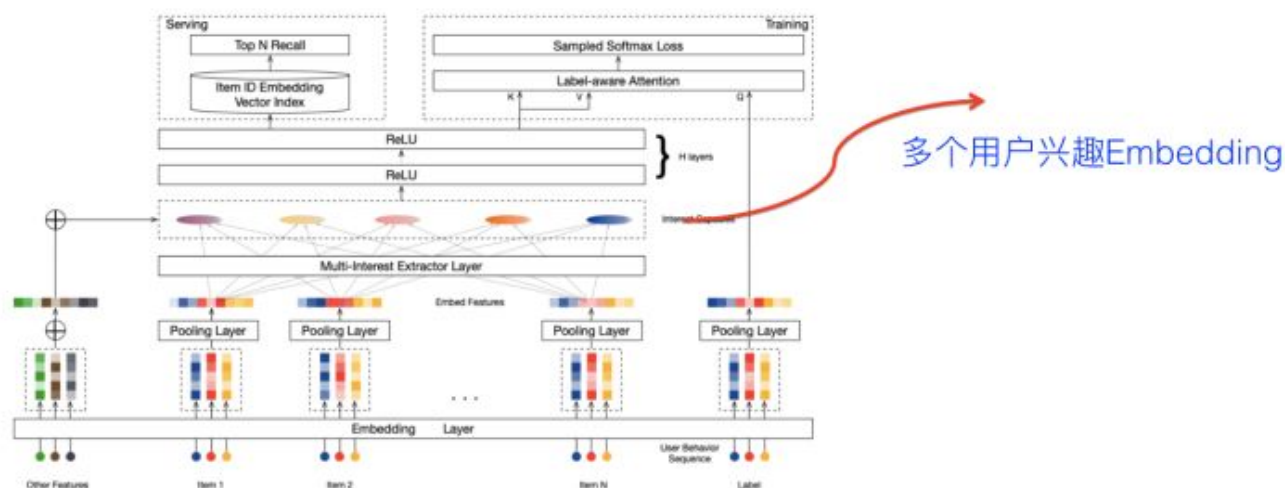 Serving
Training
Top N Recall
Sampled Softmax Loss
Item ID Embedding
Vector Index
Label-aware Attention
K
V
Q
ReLU
H layers
ReLU
多个用户兴趣Embedding
Interest Capsules
Multi-Interest Extractor Layer
Embed Features
Pooling Layer
Pooling Layer
Pooling Layer
Pooling Layer
. . .
Embedding Layer
User Behavior
Sequence
Other Features
Item 1
Item 2
Item N
Label